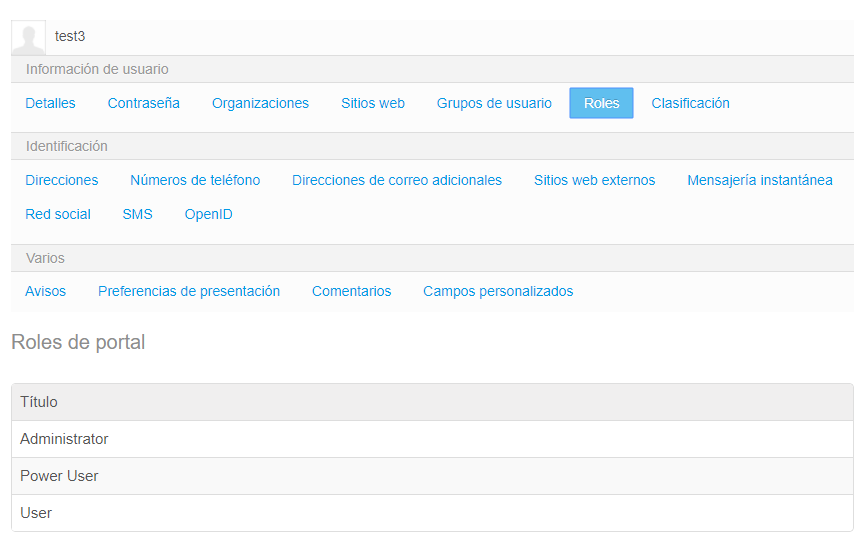 test3
Información de usuario
Detalles Contraseña Organizaciones Sitios web Grupos de usuario Roles Clasificación
Identificación
Direcciones Números de teléfono Direcciones de correo adicionales Sitios web externos Mensajería instantánea
Red social SMS OpenID
Varios
Avisos Preferencias de presentación Comentarios Campos personalizados
Roles de portal
Título
Administrator
Power User
User